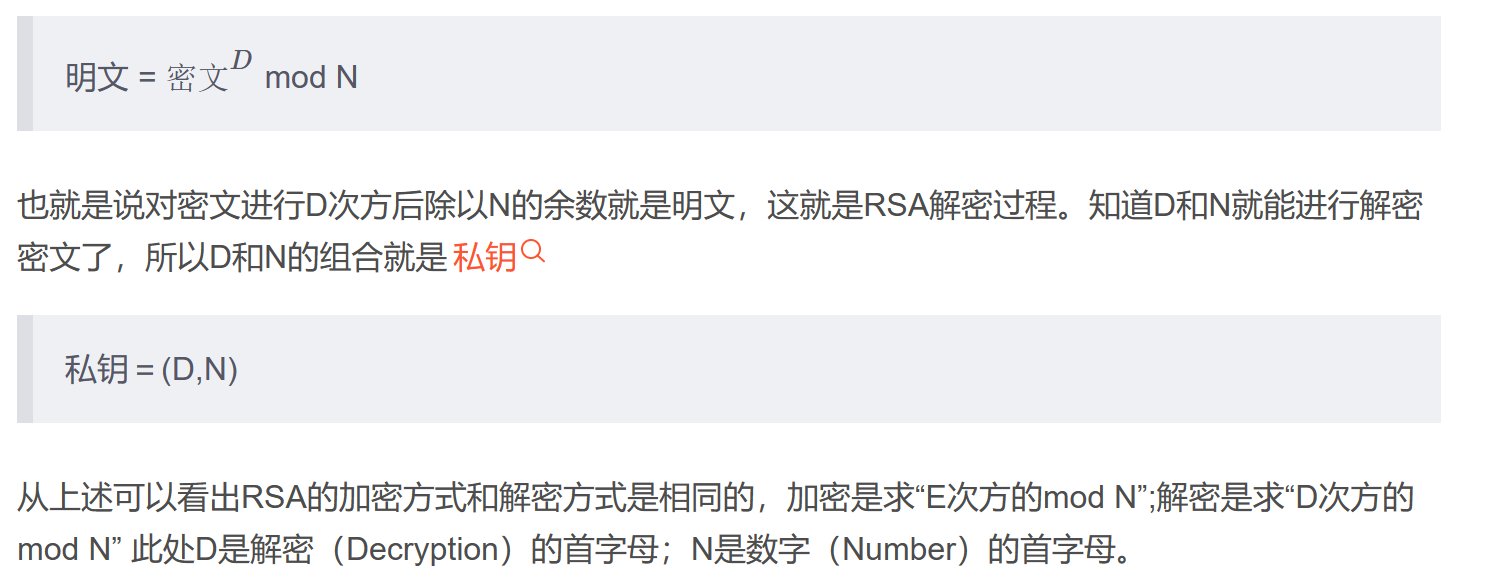 明文 = 密文D mod N
也就是说对密文进行D次方后除以N的余数就是明文，这就是RSA解密过程。知道D和N就能进行解密
密文了，所以D和N的组合就是私钥
私钥＝(D,N)
从上述可以看出RSA的加密方式和解密方式是相同的，加密是求“E次方的mod N”;解密是求“D次方的
mod N” 此处D是解密（Decryption）的首字母；N是数字（Number）的首字母。